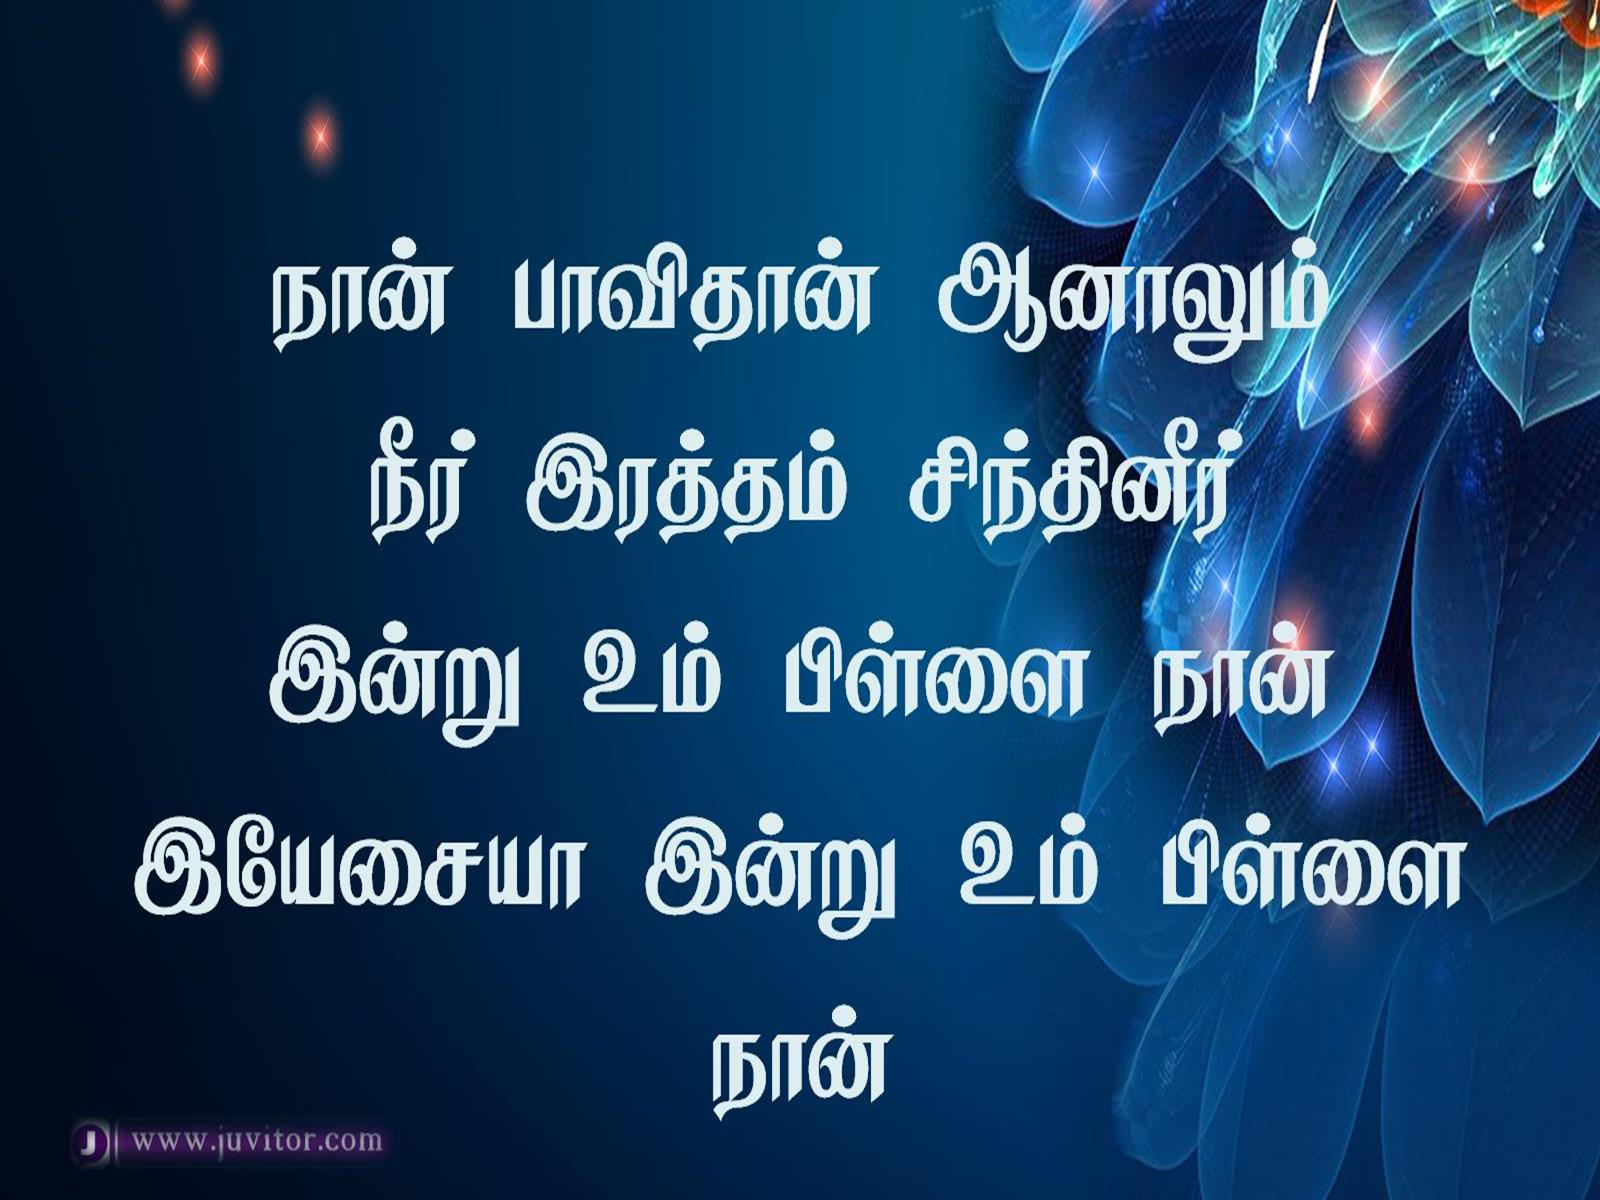 நான் பாவிதான் ஆனாலும்
நீர் இரத்தம் சிந்தினீர்
இன்று உம் பிள்ளை நான்
இயேசையா இன்று உம் பிள்ளை
நான்
J www.juvitor.com